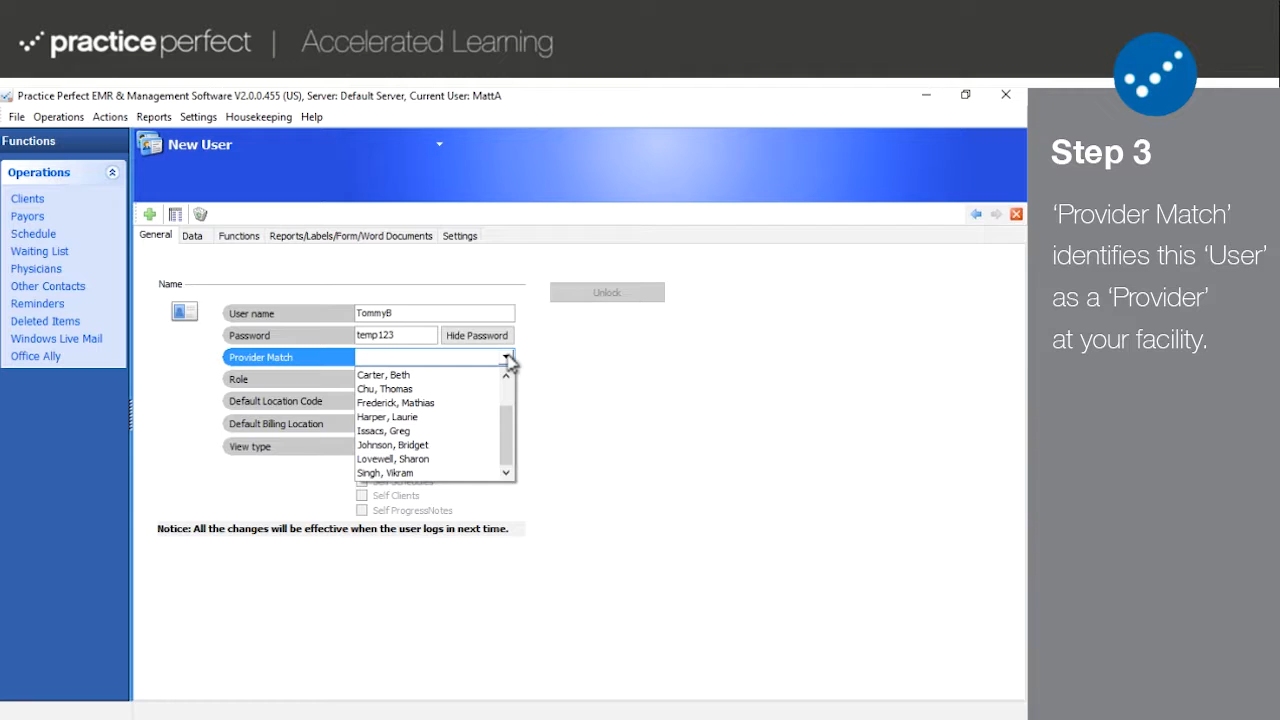 practiceperfect | Accelerated Learning
Practice Perfect EMR & Management Software V2.0.0.455 (US), Server: Default Server, Current User: MattA
File Operations Actions Reports Settings Housekeeping Help
Functions
New User
Operations
Clients
Payors
Schedule
Waiting List
Physicians
Other Contacts
Reminders
Deleted Items
Windows Live Mail
Office Ally
General Data Functions Reports/Labels/Form/Word Documents Settings
Name
Unlock
User name TommyB
Password temp123 Hide Password
Provider Match
Role
Default Location Code
Default Billing Location
View type
Carter, Beth
Chu, Thomas
Frederick, Mathias
Harper, Laurie
Issacs, Greg
Johnson, Bridget
Lovewell, Sharon
Singh, Vikram
Self Schedules
Self Clients
Self ProgressNotes
Notice: All the changes will be effective when the user logs in next time.
Step 3
‘Provider Match’
identifies this ‘User’
as a ‘Provider’
at your facility.